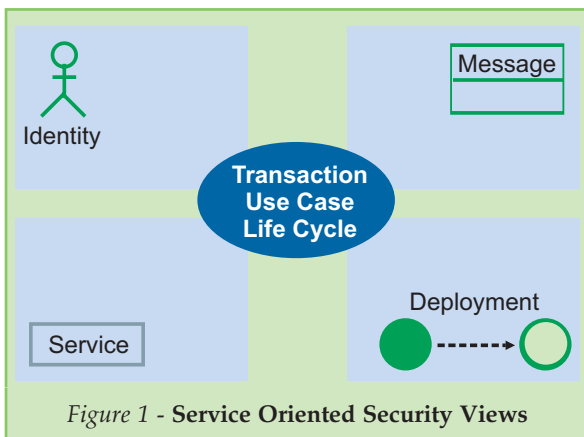 Identity
Message
Transaction
Use Case
Life Cycle
Service
Deployment
Figure 1 - Service Oriented Security Views